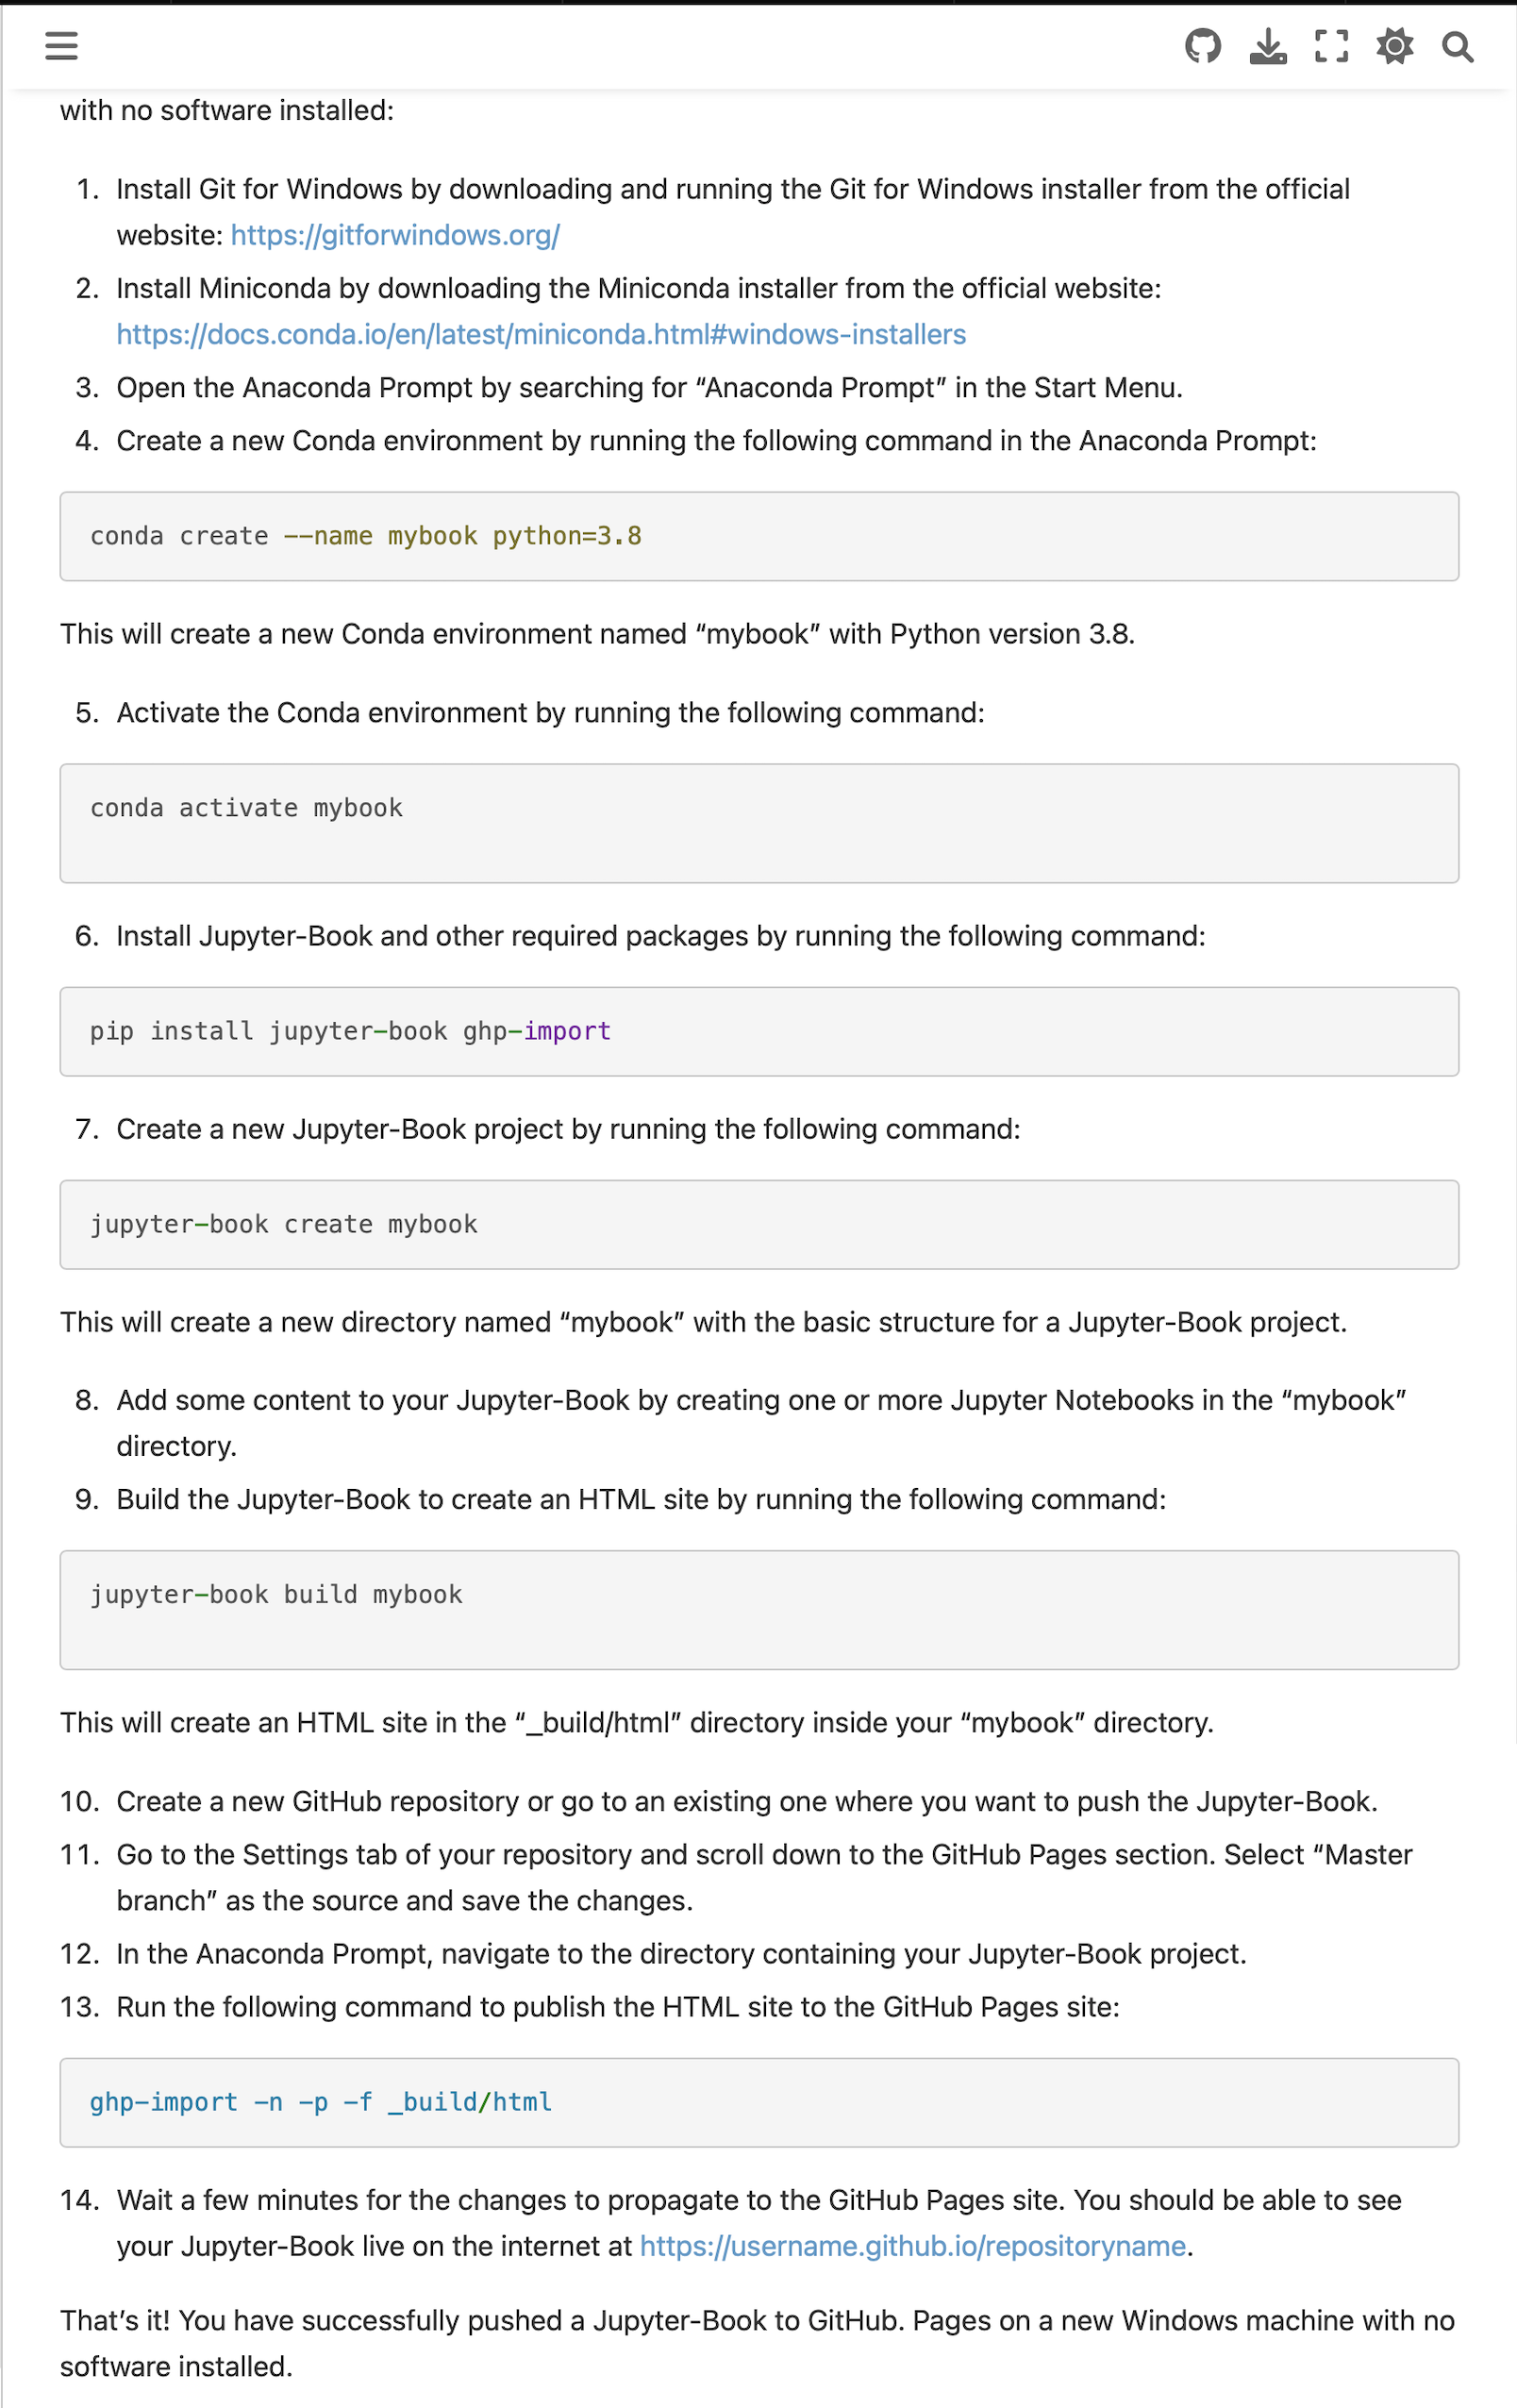 with no software installed:
1. Install Git for Windows by downloading and running the Git for Windows installer from the official
website: https://gitforwindows.org/
2. Install Miniconda by downloading the Miniconda installer from the official website:
https://docs.conda.io/en/latest/miniconda.html#windows-installers
3. Open the Anaconda Prompt by searching for “Anaconda Prompt” in the Start Menu.
4. Create a new Conda environment by running the following command in the Anaconda Prompt:
conda create --name mybook python=3.8
This will create a new Conda environment named “mybook” with Python version 3.8.
5. Activate the Conda environment by running the following command:
conda activate mybook
6. Install Jupyter-Book and other required packages by running the following command:
pip install jupyter-book ghp-import
7. Create a new Jupyter-Book project by running the following command:
jupyter-book create mybook
This will create a new directory named “mybook” with the basic structure for a Jupyter-Book project.
8. Add some content to your Jupyter-Book by creating one or more Jupyter Notebooks in the “mybook”
directory.
9. Build the Jupyter-Book to create an HTML site by running the following command:
jupyter-book build mybook
This will create an HTML site in the “_build/html” directory inside your “mybook” directory.
10. Create a new GitHub repository or go to an existing one where you want to push the Jupyter-Book.
11. Go to the Settings tab of your repository and scroll down to the GitHub Pages section. Select “Master
branch” as the source and save the changes.
12. In the Anaconda Prompt, navigate to the directory containing your Jupyter-Book project.
13. Run the following command to publish the HTML site to the GitHub Pages site:
ghp-import -n -p -f _build/html
14. Wait a few minutes for the changes to propagate to the GitHub Pages site. You should be able to see
your Jupyter-Book live on the internet at https://username.github.io/repositoryname.
That’s it! You have successfully pushed a Jupyter-Book to GitHub. Pages on a new Windows machine with no
software installed.